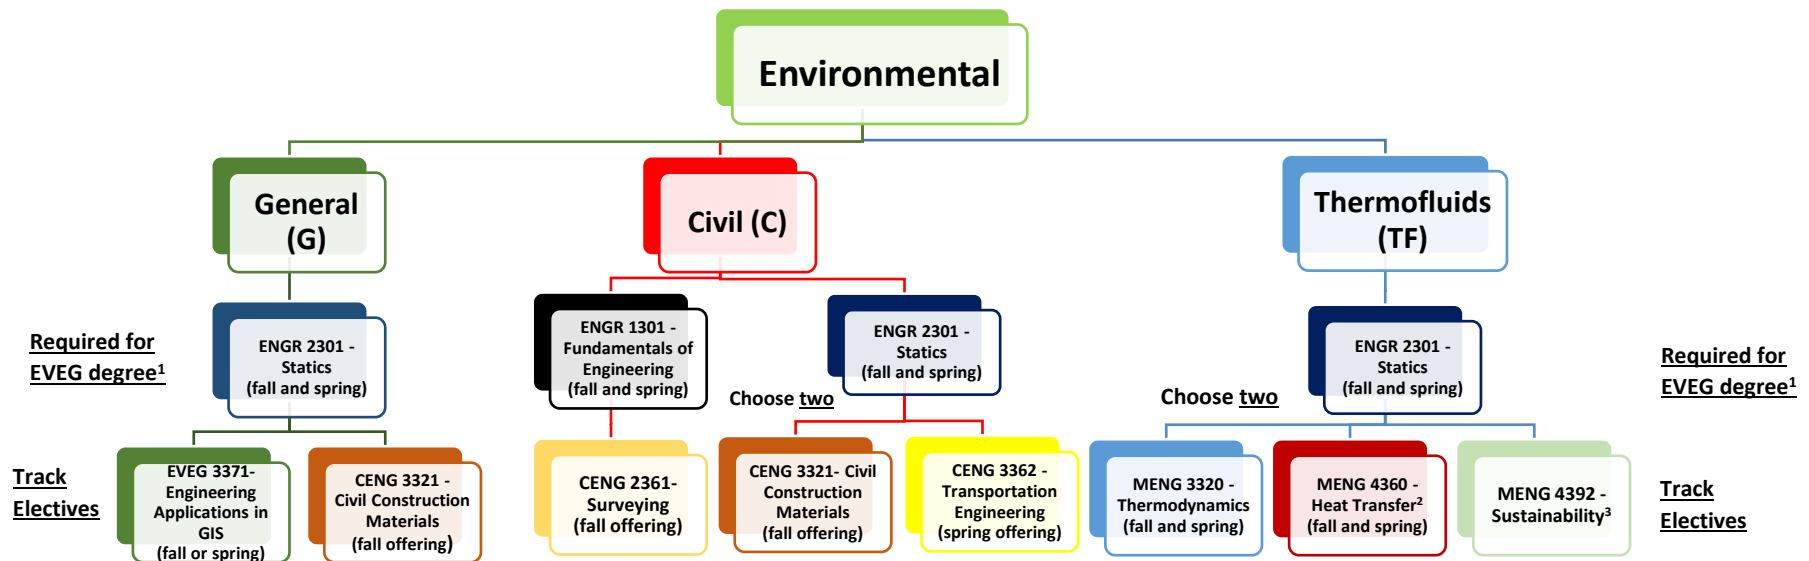 Environmental
General
(G)
Civil (C)
Thermofluids
(TF)
Required for
EVEG degree¹
ENGR 2301 -
Statics
(fall and spring)
ENGR 1301 -
Fundamentals of
Engineering
(fall and spring)
ENGR 2301 -
Statics
(fall and spring)
ENGR 2301 -
Statics
(fall and spring)
Required for
EVEG degree¹
Choose two
Choose two
Track
Electives
EVEG 3371-
Engineering
Applications in
GIS
(fall or spring)
CENG 3321 -
Civil Construction
Materials
(fall offering)
CENG 2361-
Surveying
(fall offering)
CENG 3321- Civil
Construction
Materials
(fall offering)
CENG 3362 -
Transportation
Engineering
(spring offering)
MENG 3320 -
Thermodynamics
(fall and spring)
MENG 4360 -
Heat Transfer²
(fall and spring)
MENG 4392 -
Sustainability³
Track
Electives